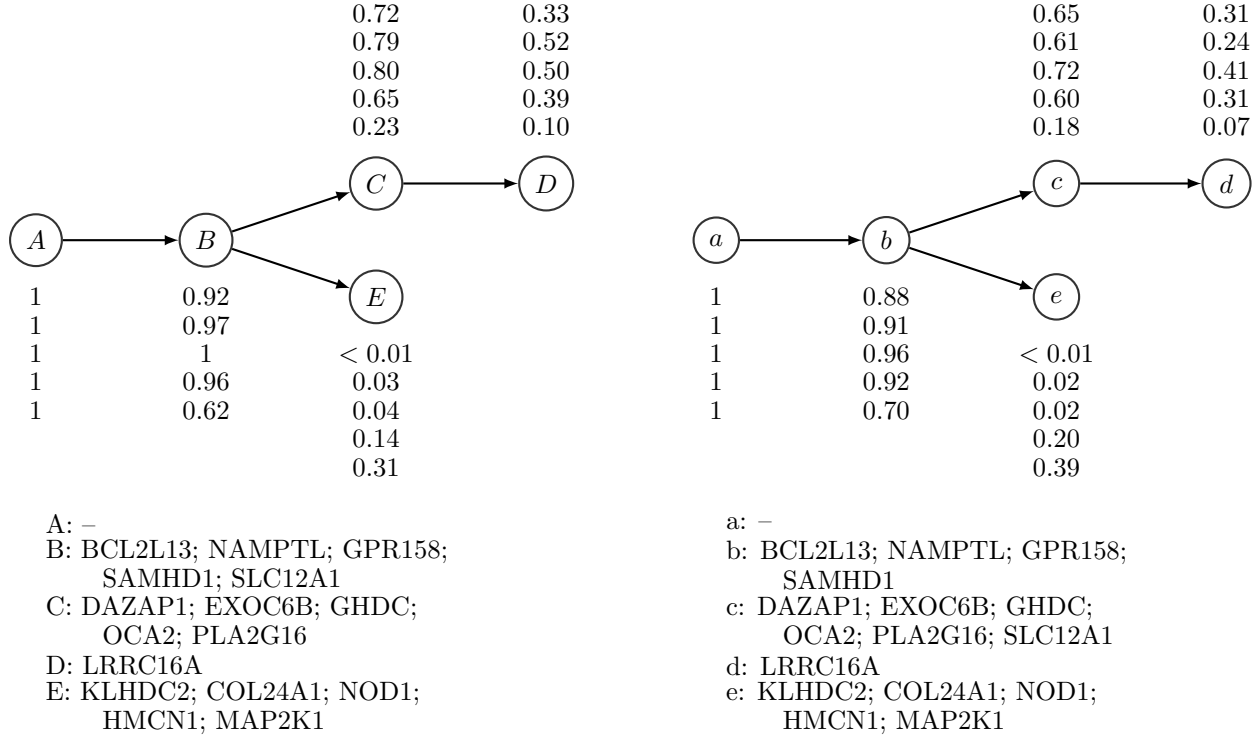 0.72 0.33 0.65 0.31
0.79 0.52 0.61 0.24
0.80 0.50 0.72 0.41
0.65 0.39 0.60 0.31
0.23 0.10 0.18 0.07
C D c d
A B a b
E e
1 0.92 1 0.88
1 0.97 1 0.91
1 1 < 0.01 1 0.96 < 0.01
1 0.96 0.03 1 0.92 0.02
1 0.62 0.04 1 0.70 0.02
0.14 0.20
0.31 0.39
A: –
B: BCL2L13; NAMPTL; GPR158;
SAMHD1; SLC12A1
C: DAZAP1; EXOC6B; GHDC;
OCA2; PLA2G16
D: LRRC16A
E: KLHDC2; COL24A1; NOD1;
HMCN1; MAP2K1
a: –
b: BCL2L13; NAMPTL; GPR158;
SAMHD1
c: DAZAP1; EXOC6B; GHDC;
OCA2; PLA2G16; SLC12A1
d: LRRC16A
e: KLHDC2; COL24A1; NOD1;
HMCN1; MAP2K1